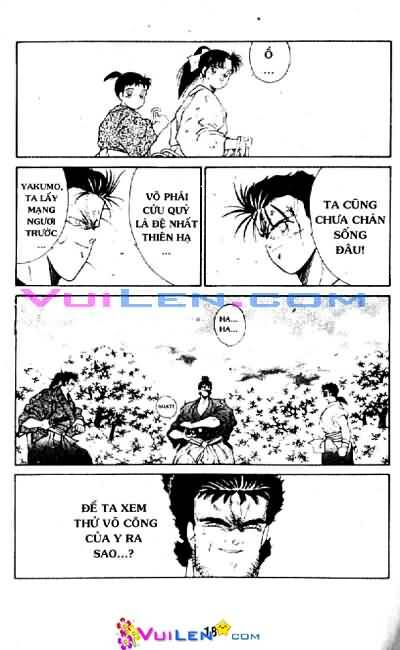 Ồ
...
YAKUMO,
TA LẤY
MẠNG
NGƯƠI
TRƯỚC
...
VÕ PHÁI
CỬU QUỶ
LÀ ĐỆ NHẤT
THIÊN HẠ
...
TA CŨNG
CHƯA CHÁN
SỐNG
ĐÂU!
VUILEN.COM
HA...
HA...
ĐỂ TA XEM
THỬ VÕ CÔNG
CỦA Y RA
SAO...?
18
VUILEN.COM